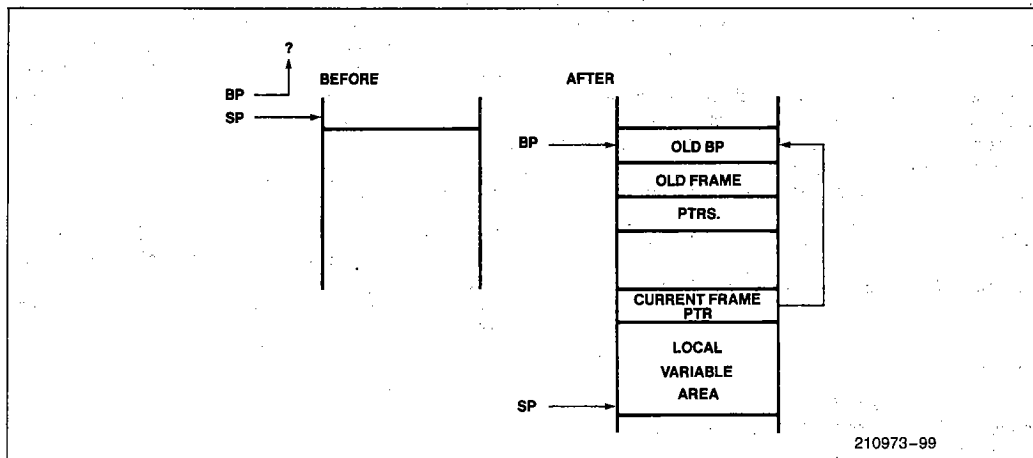 ?
BEFORE
BP
SP
AFTER
BP
OLD BP
OLD FRAME
PTRS.
CURRENT FRAME
PTR
LOCAL
VARIABLE
AREA
SP
210973-99